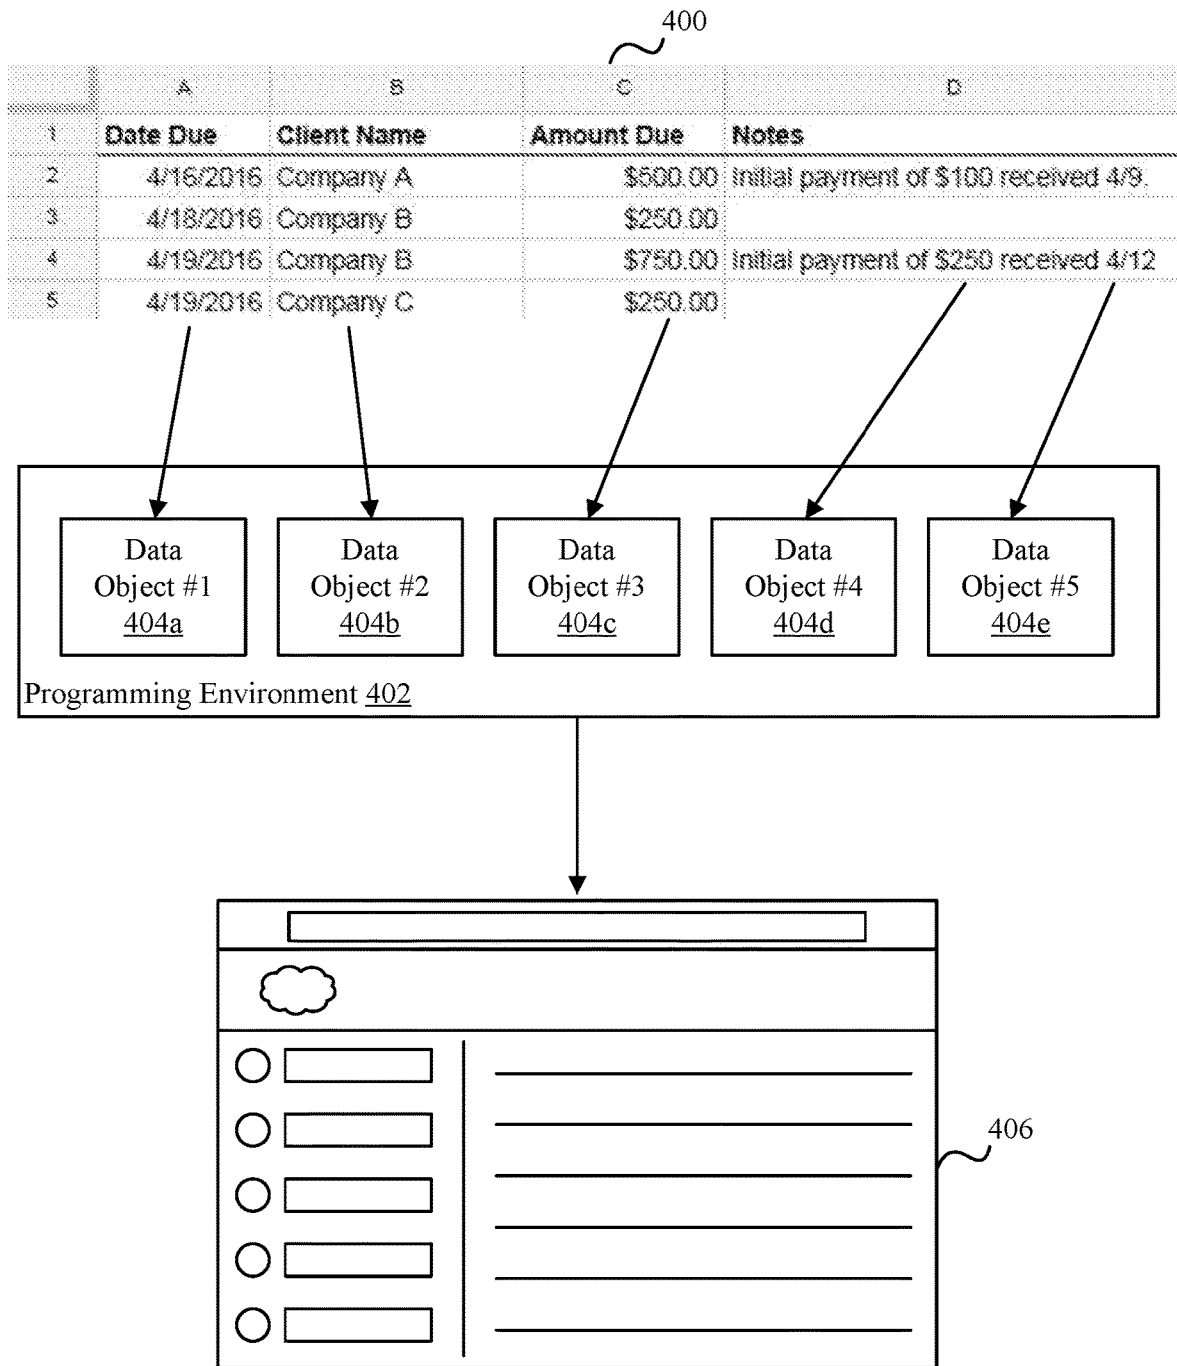 400
A B C D
1 Date Due Client Name Amount Due Notes
2 4/16/2016 Company A $500.00 Initial payment of $100 received 4/9.
3 4/18/2016 Company B $250.00
4 4/19/2016 Company B $750.00 Initial payment of $250 received 4/12
5 4/19/2016 Company C $250.00
Data Data Data Data Data
Object #1 Object #2 Object #3 Object #4 Object #5
404a 404b 404c 404d 404e
Programming Environment 402
406